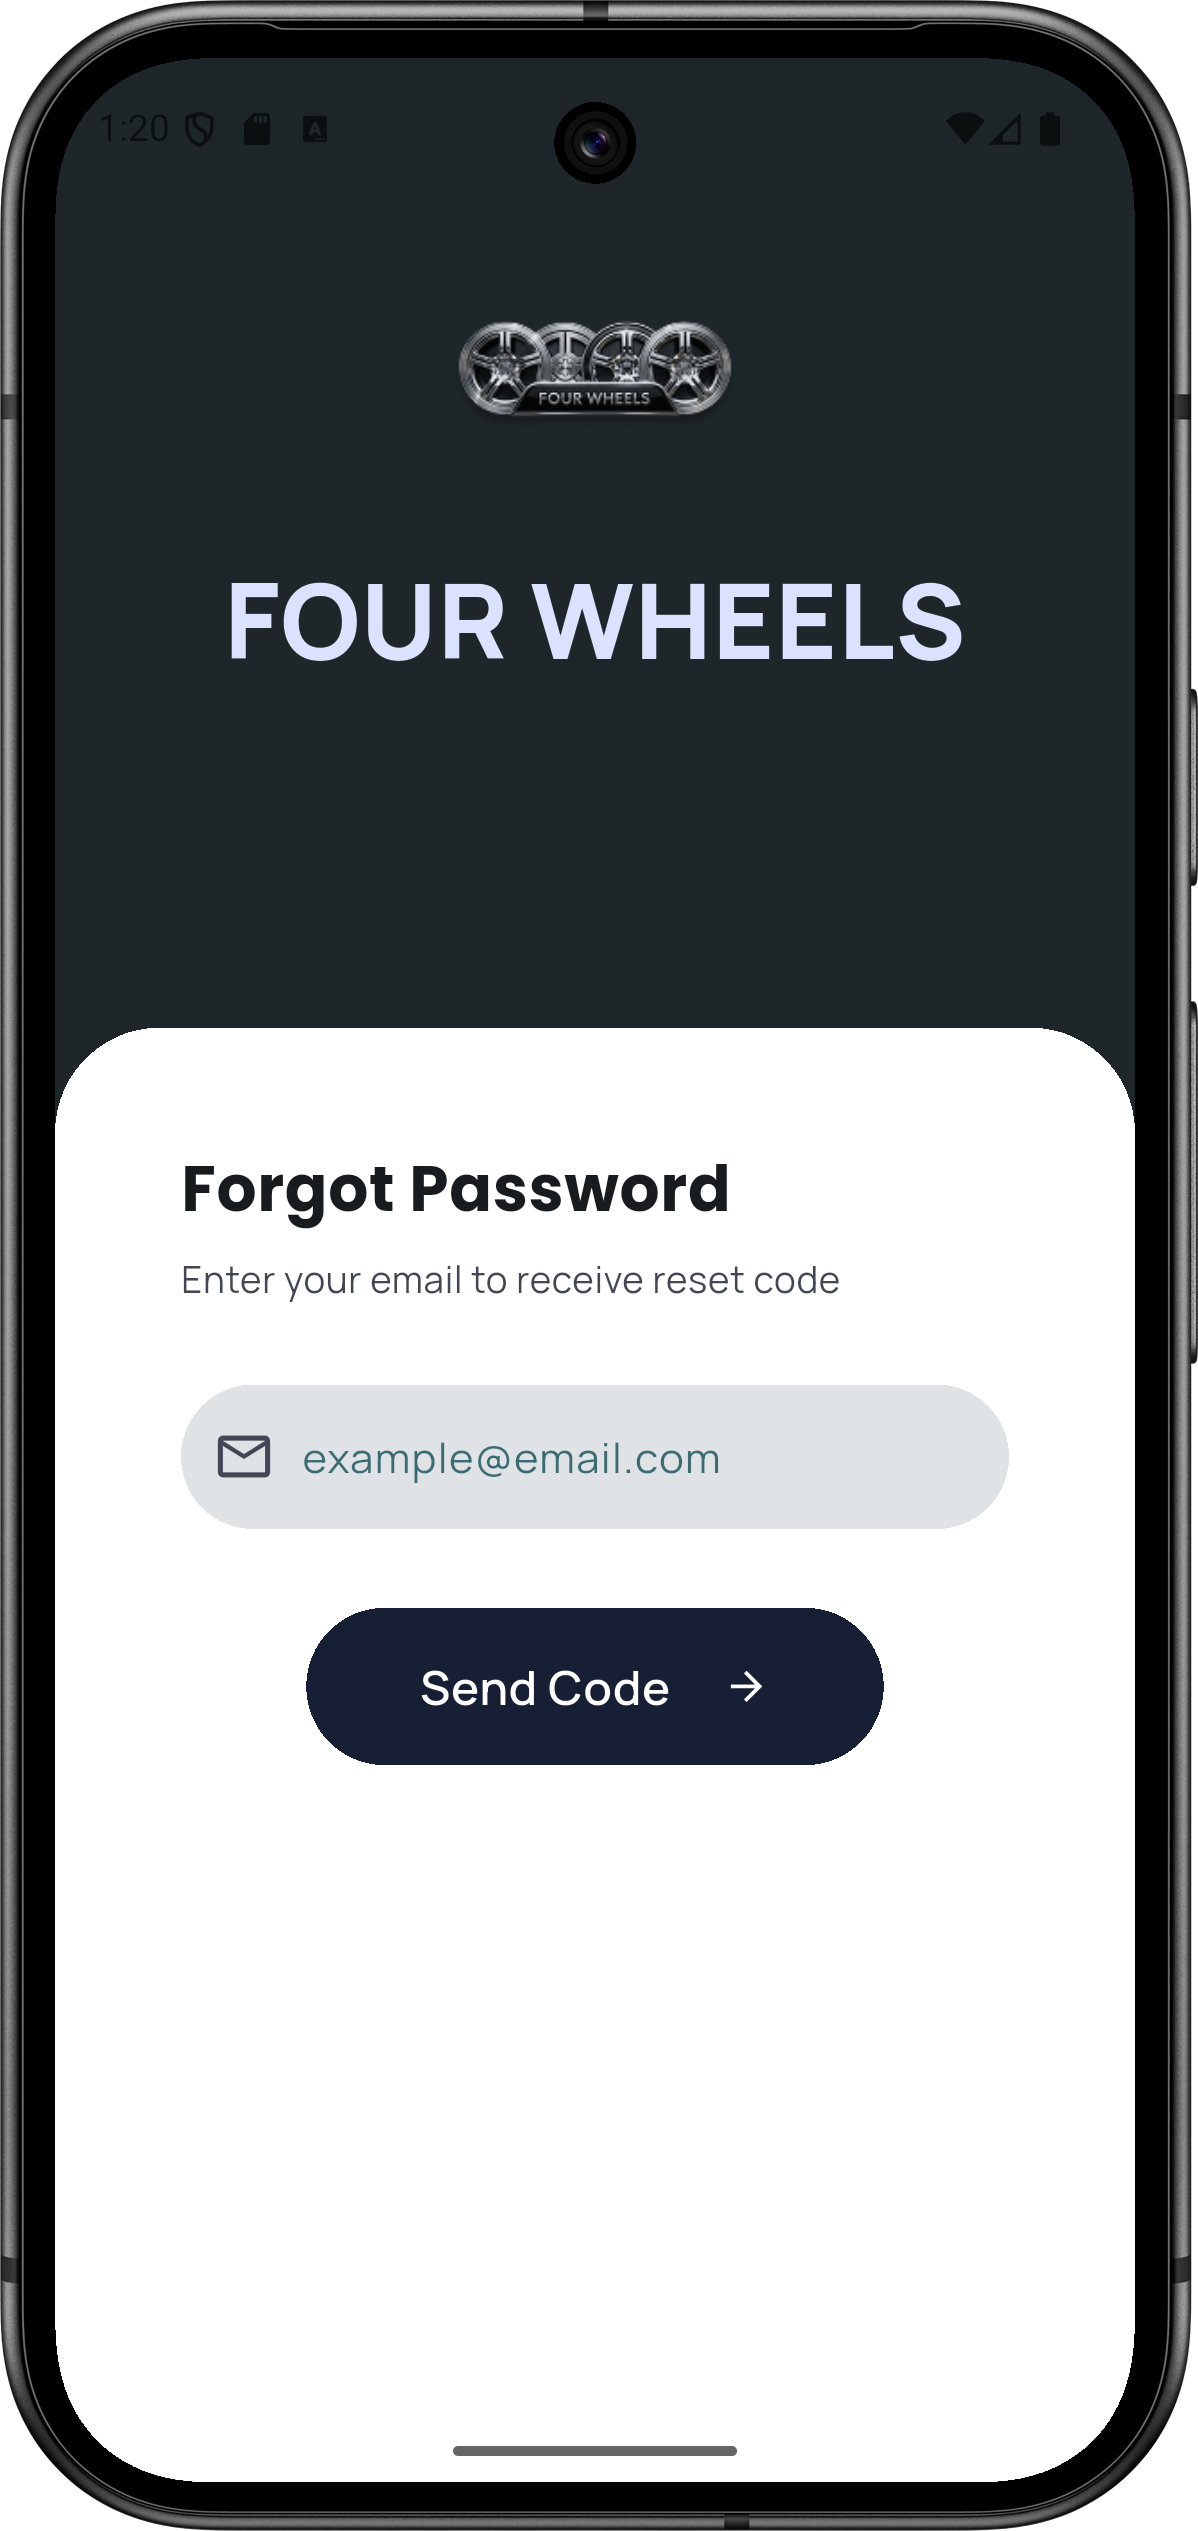 1:20
FOUR WHEELS
FOUR WHEELS
Forgot Password
Enter your email to receive reset code
example@email.com
Send Code